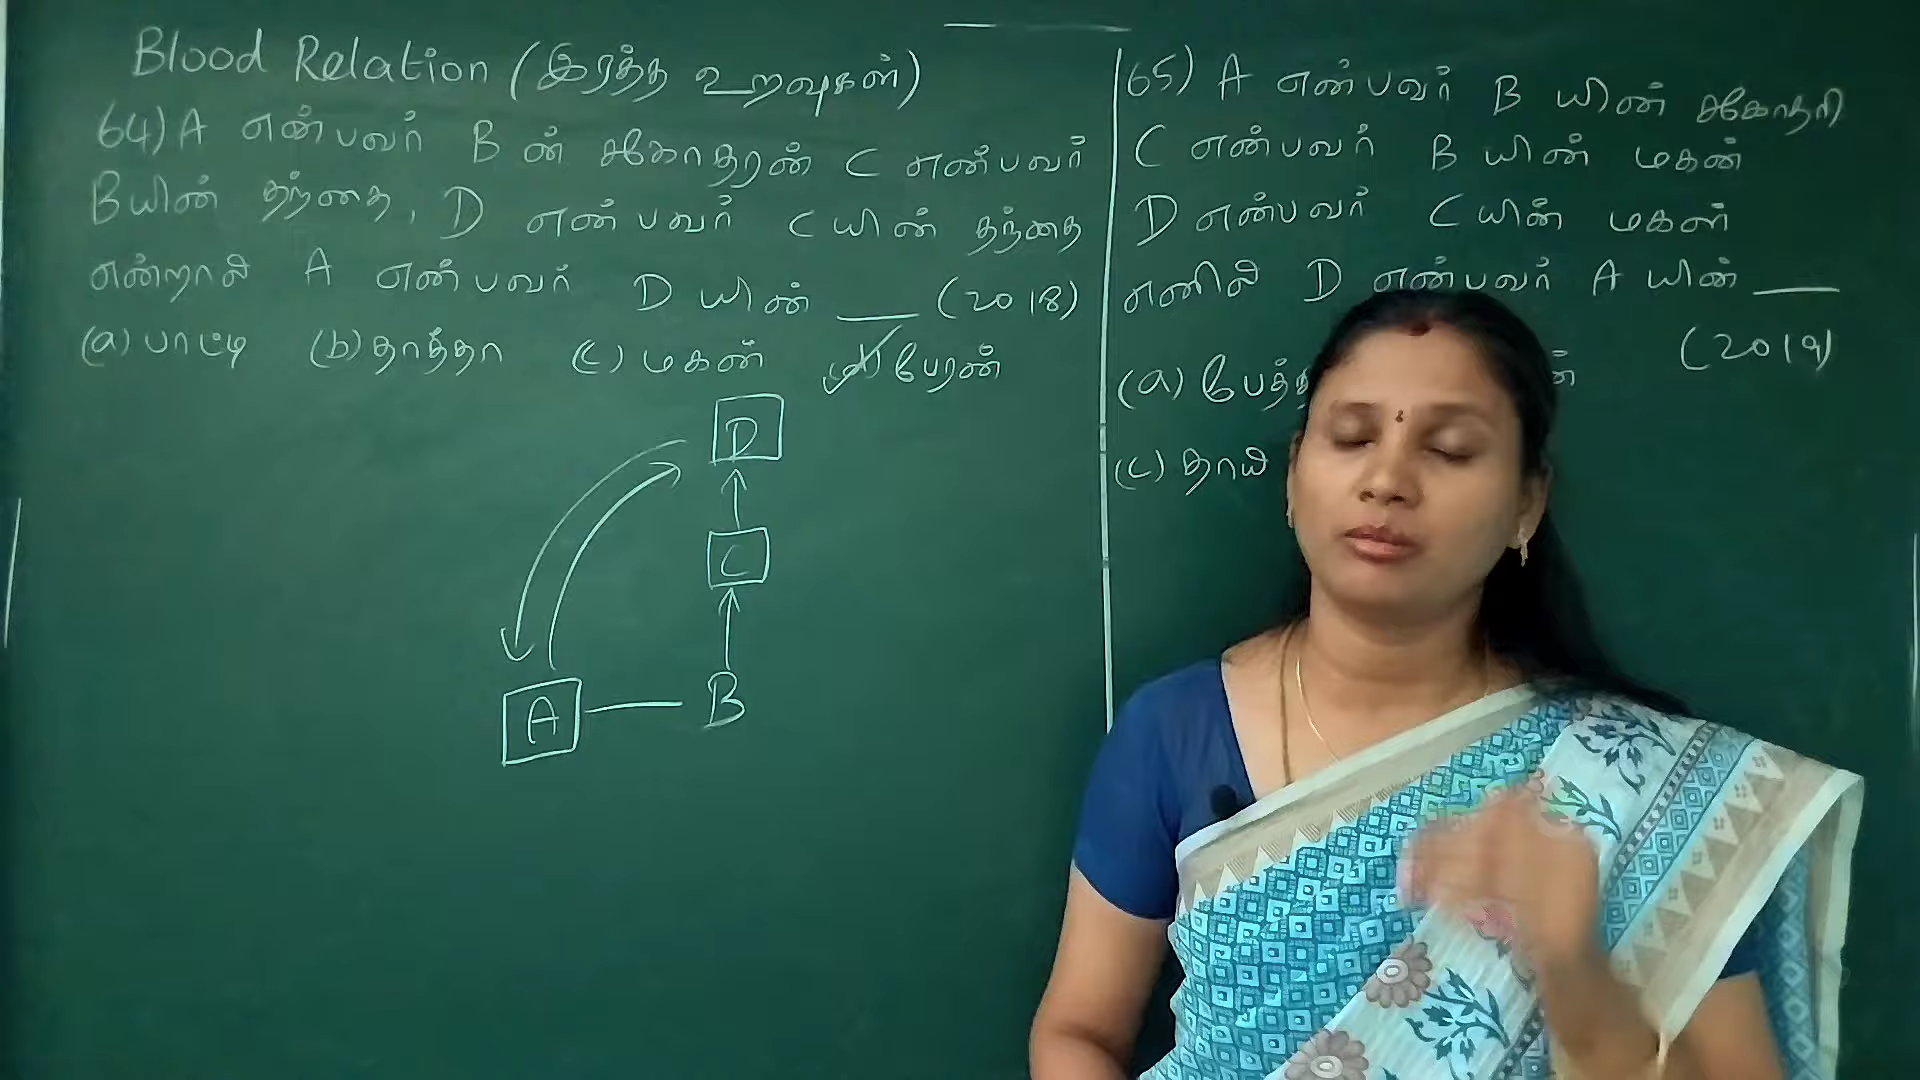 Blood Relation (இரத்த உறவுகள்)
64) A என்பவர் B ன் சகோதரன் C என்பவர்
B யின் தந்தை, D என்பவர் C யின் தந்தை
என்றால் A என்பவர் D யின் ___ (2018)
(a) பாட்டி (b) தாத்தா (c) மகன் (d) பேரன்
D
C
A
B
65) A என்பவர் B யின் சகோதரி
C என்பவர் B யின் மகன்
D என்பவர் C யின் மகள்
எனில் D என்பவர் A யின் ___
(2019)
(a)
(c) தாய்